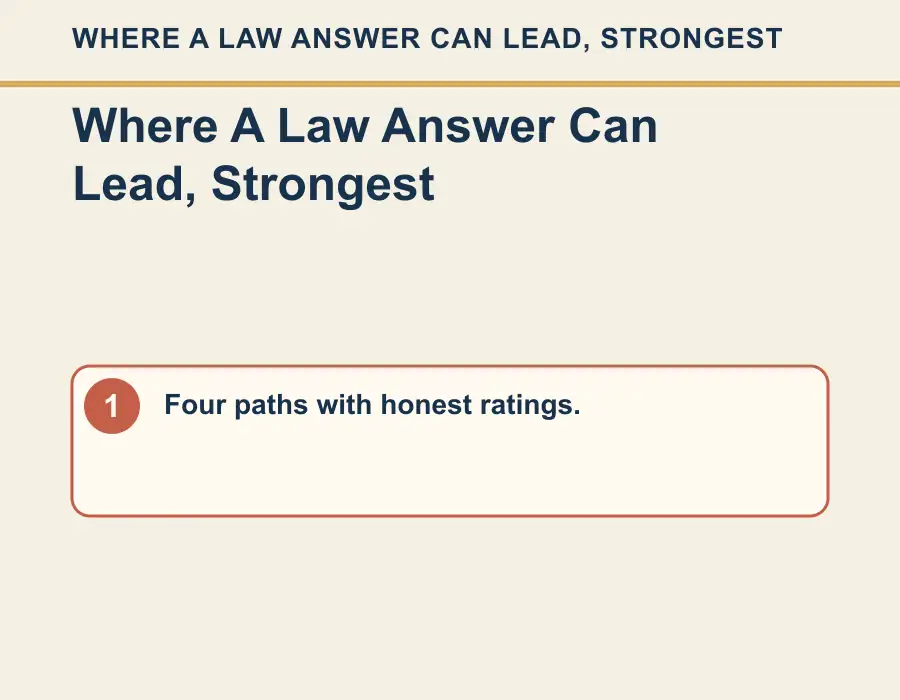 WHERE A LAW ANSWER CAN LEAD, STRONGEST
Where A Law Answer Can
Lead, Strongest
1
Four paths with honest ratings.